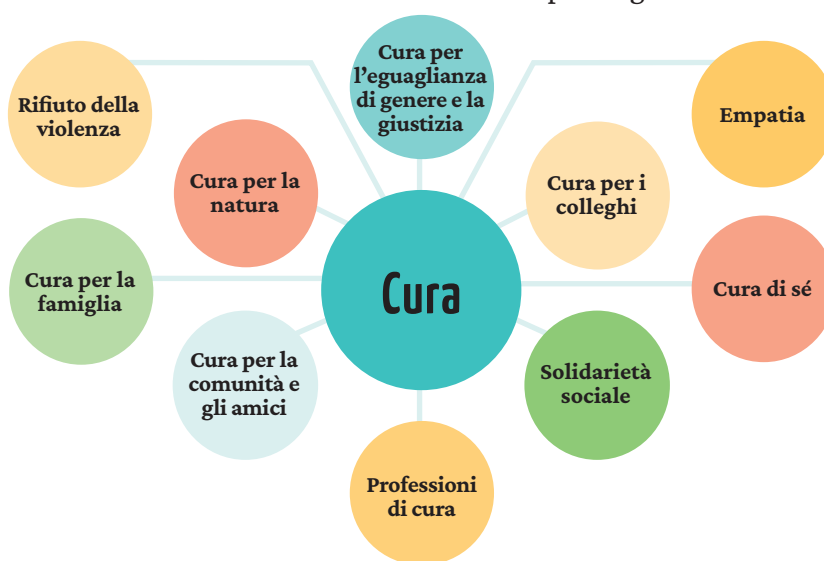 Cura per
l'eguaglianza
di genere e la
giustizia
Rifiuto della
violenza
Empatia
Cura per la
natura
Cura per i
colleghi
Cura
Cura per la
famiglia
Cura di sé
Cura per la
comunità e
gli amici
Solidarietà
sociale
Professioni
di cura